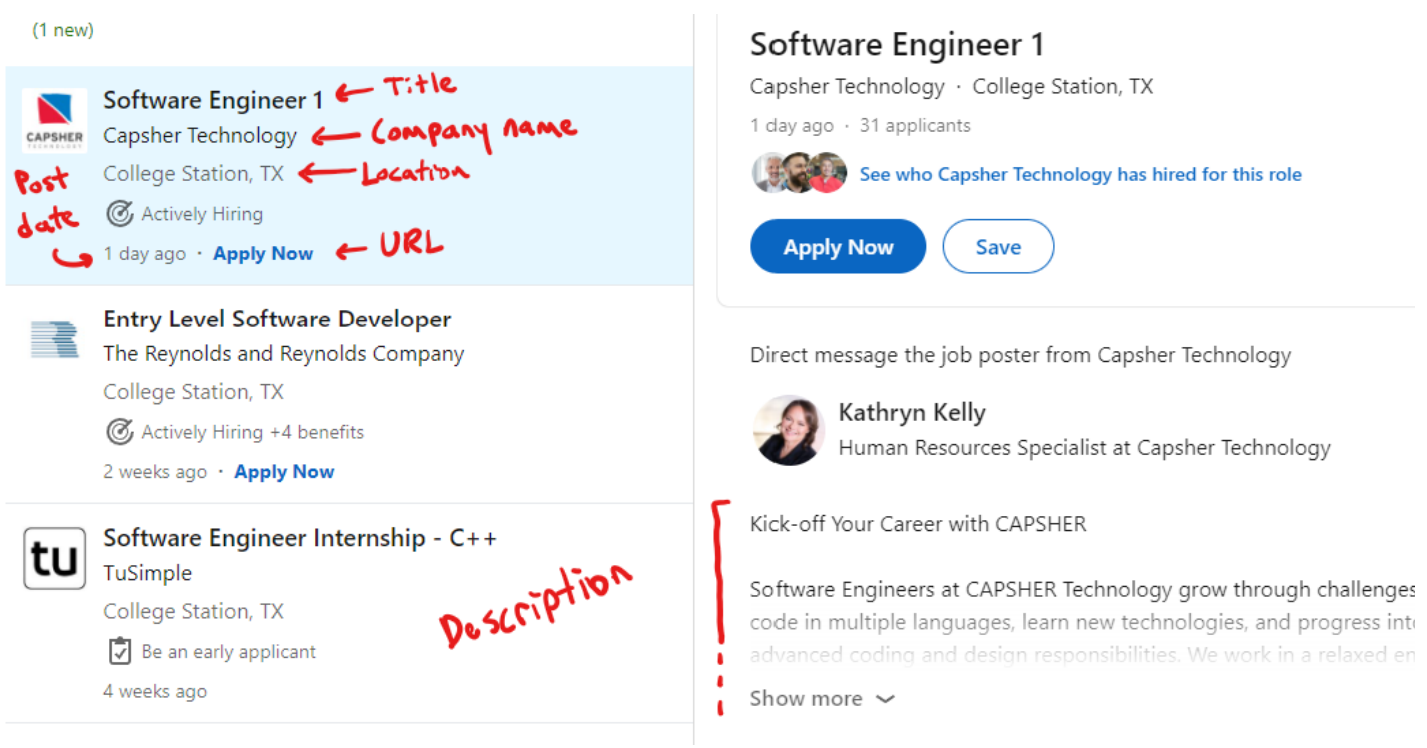 (1 new)
Software Engineer 1 ← Title
CAPSHER
TECHNOLOGY
Capsher Technology ← Company name
College Station, TX ← Location
Post
date
Actively Hiring
1 day ago · Apply Now ← URL
Entry Level Software Developer
The Reynolds and Reynolds Company
College Station, TX
Actively Hiring +4 benefits
2 weeks ago · Apply Now
tu
Software Engineer Internship - C++
TuSimple
College Station, TX
Be an early applicant
4 weeks ago
Description
Software Engineer 1
Capsher Technology · College Station, TX
1 day ago · 31 applicants
See who Capsher Technology has hired for this role
Apply Now
Save
Direct message the job poster from Capsher Technology
Kathryn Kelly
Human Resources Specialist at Capsher Technology
Kick-off Your Career with CAPSHER
Software Engineers at CAPSHER Technology grow through challenges
code in multiple languages, learn new technologies, and progress int
advanced coding and design responsibilities. We work in a relaxed en
Show more